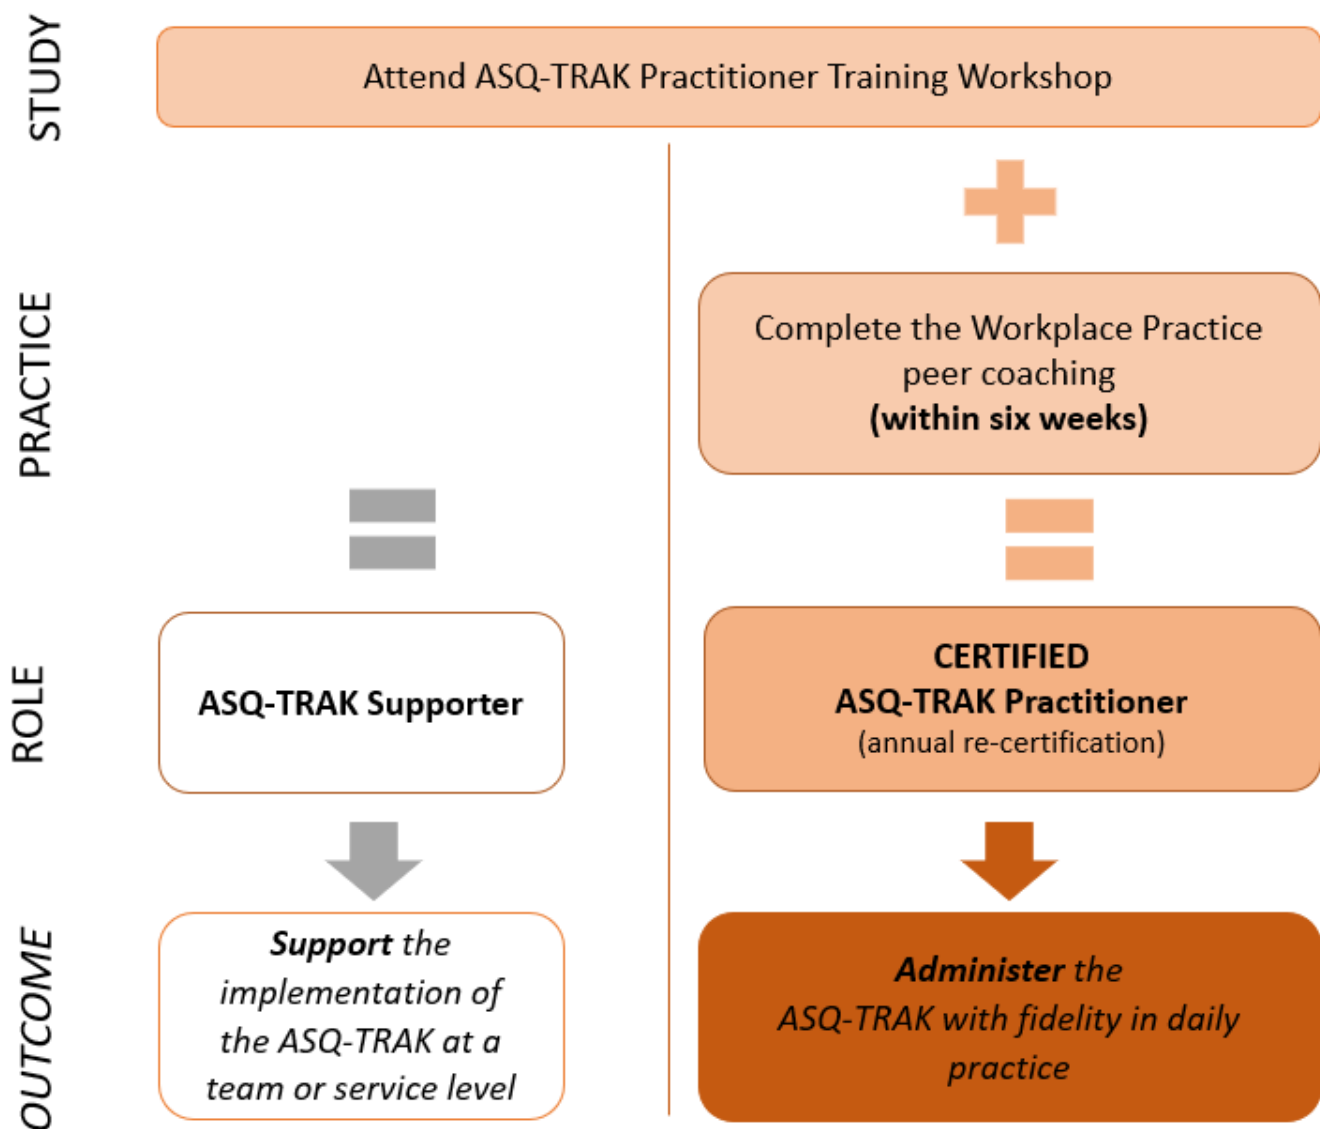 STUDY
Attend ASQ-TRAK Practitioner Training Workshop
PRACTICE
Complete the Workplace Practice
peer coaching
(within six weeks)
ROLE
ASQ-TRAK Supporter
CERTIFIED
ASQ-TRAK Practitioner
(annual re-certification)
OUTCOME
Support the
implementation of
the ASQ-TRAK at a
team or service level
Administer the
ASQ-TRAK with fidelity in daily
practice